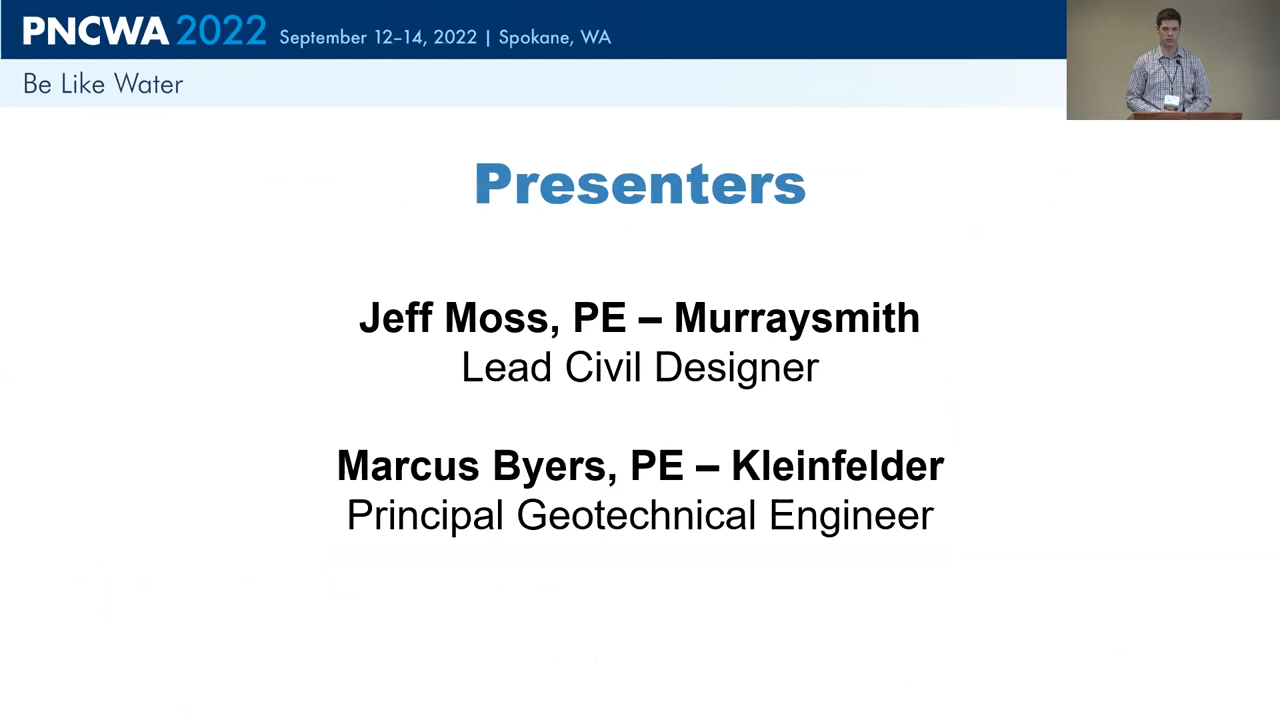 PNCWA 2022 September 12–14, 2022 | Spokane, WA
Be Like Water
Presenters
Jeff Moss, PE – Murraysmith
Lead Civil Designer
Marcus Byers, PE – Kleinfelder
Principal Geotechnical Engineer